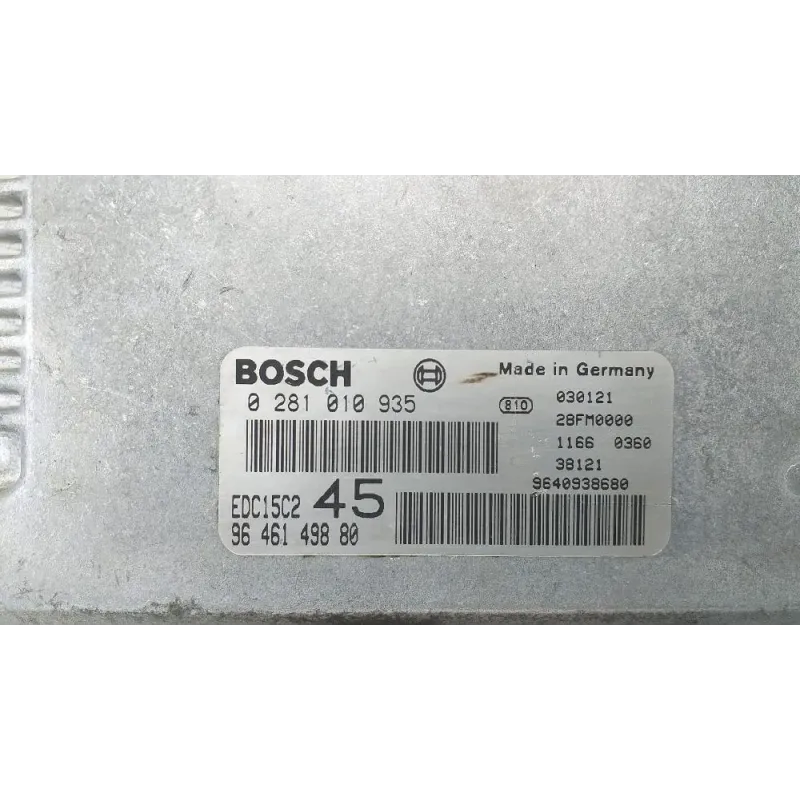 BOSCH
Made in Germany
0 281 010 935
810
030121
28FM0000
1166 0360
38121
9640938680
EDC15C2 45
96 461 498 80